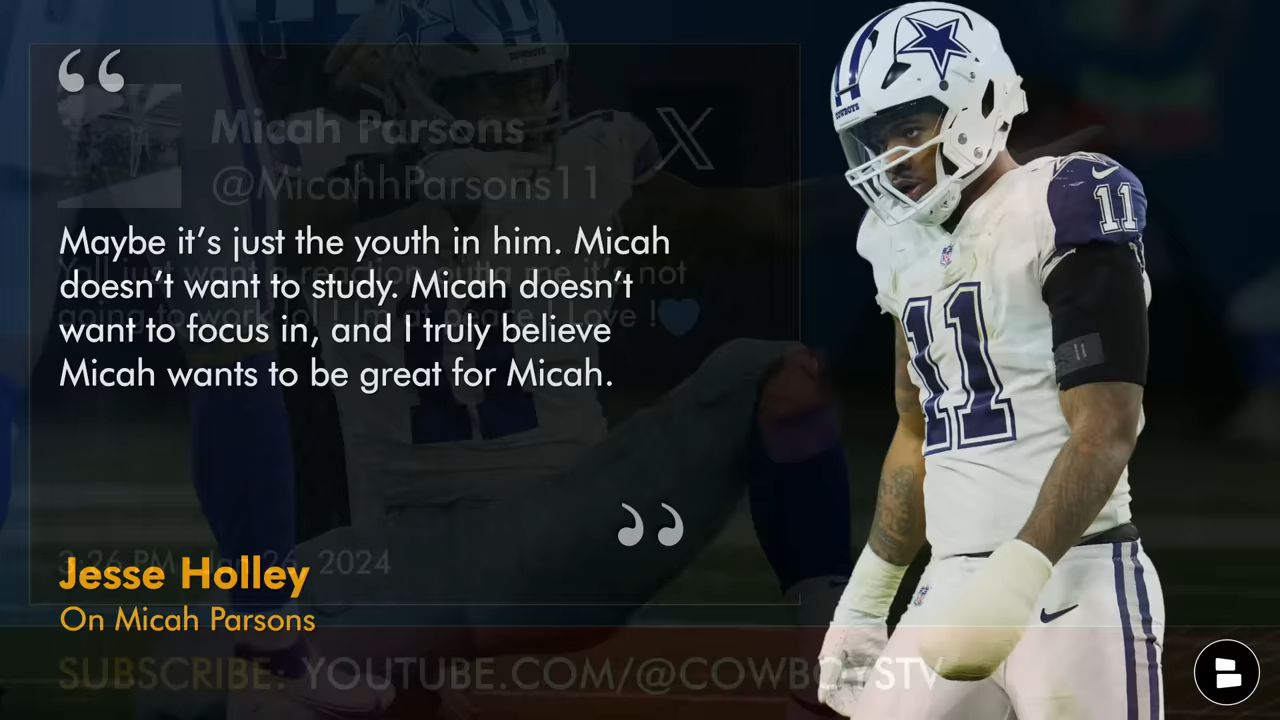 Micah Parsons
@MicahhParsons11
Maybe it's just the youth in him. Micah
doesn't want to study. Micah doesn't
want to focus in, and I truly believe
Micah wants to be great for Micah.
2024
Jesse Holley
On Micah Parsons
SUBSCRIBE: YOUTUBE.COM/@COWBOYSTV
COWBOYS
11
11